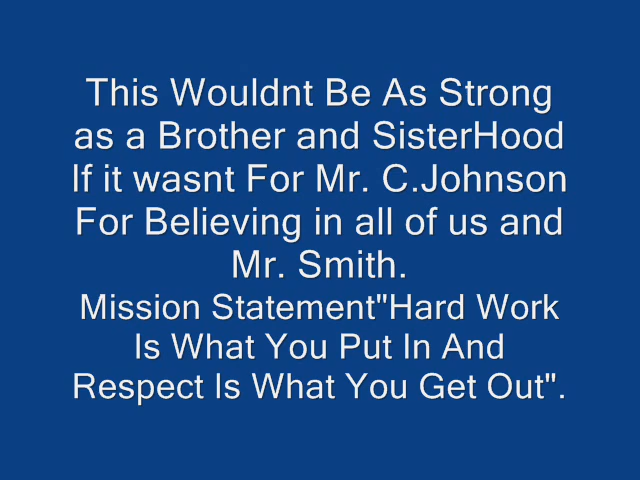 This Wouldnt Be As Strong
as a Brother and SisterHood
If it wasnt For Mr. C.Johnson
For Believing in all of us and
Mr. Smith.
Mission Statement"Hard Work
Is What You Put In And
Respect Is What You Get Out".